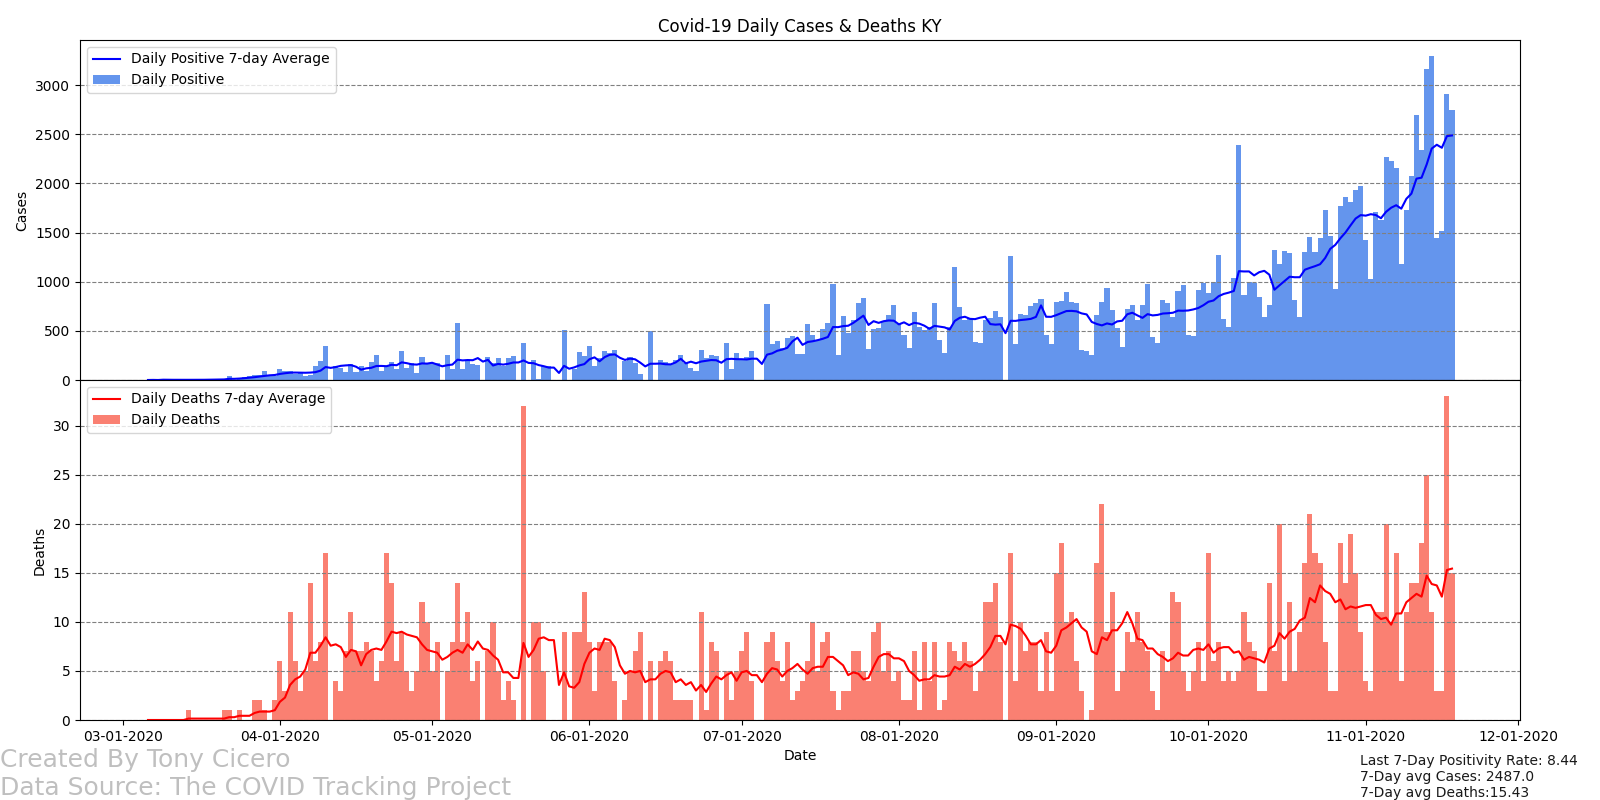 Covid-19 Daily Cases & Deaths KY
Daily Positive 7-day Average
Daily Positive
3000
2500
2000
1500
1000
500
0
Cases
Daily Deaths 7-day Average
Daily Deaths
30
25
20
15
10
5
0
Deaths
03-01-2020 04-01-2020 05-01-2020 06-01-2020 07-01-2020 08-01-2020 09-01-2020 10-01-2020 11-01-2020 12-01-2020
Date
Created By Tony Cicero
Data Source: The COVID Tracking Project
Last 7-Day Positivity Rate: 8.44
7-Day avg Cases: 2487.0
7-Day avg Deaths:15.43